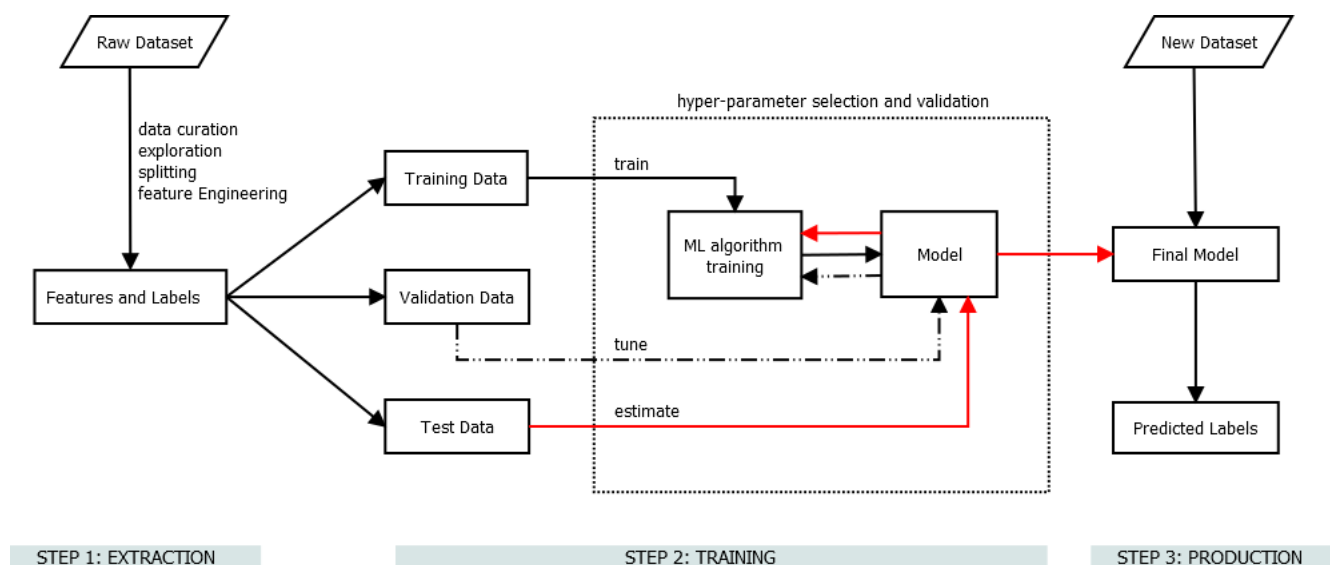 Raw Dataset
New Dataset
hyper-parameter selection and validation
data curation
exploration
splitting
feature Engineering
Training Data
train
ML algorithm
training
Model
Final Model
Features and Labels
Validation Data
tune
Test Data
estimate
Predicted Labels
STEP 1: EXTRACTION
STEP 2: TRAINING
STEP 3: PRODUCTION